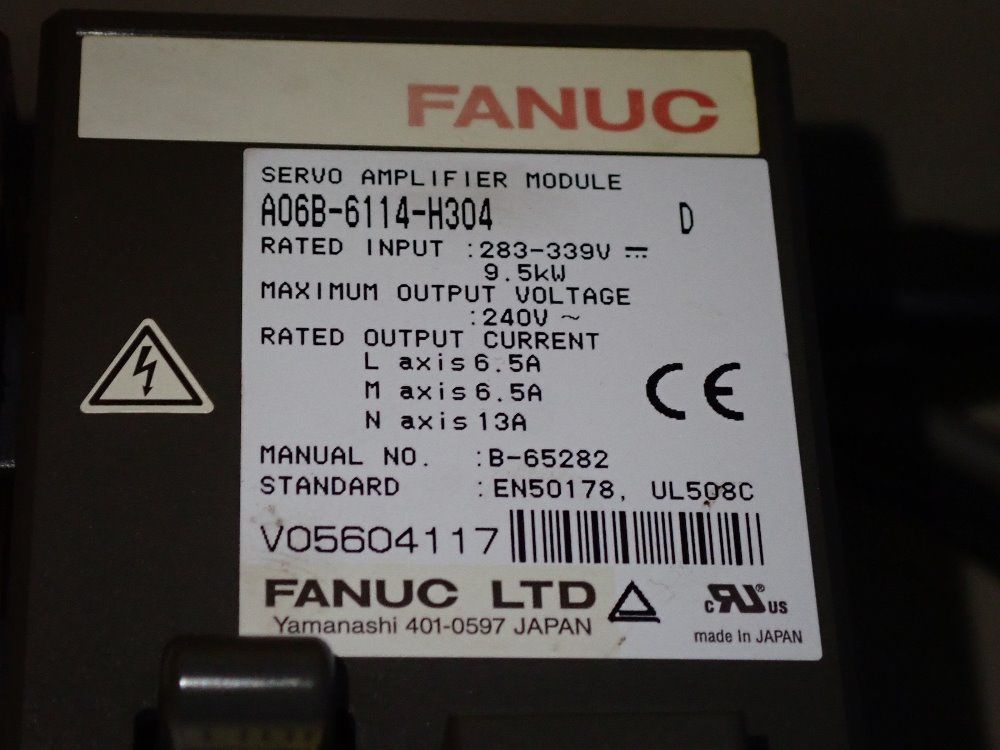 FANUC
SERVO AMPLIFIER MODULE
A06B-6114-H304 D
RATED INPUT :283-339V ⎓
9.5kW
MAXIMUM OUTPUT VOLTAGE
:240V ~
RATED OUTPUT CURRENT
L axis 6.5A
M axis 6.5A
N axis 13A
CE
MANUAL NO. :B-65282
STANDARD :EN50178, UL508C
V05604117
FANUC LTD
Yamanashi 401-0597 JAPAN
c RU ® US
made In JAPAN